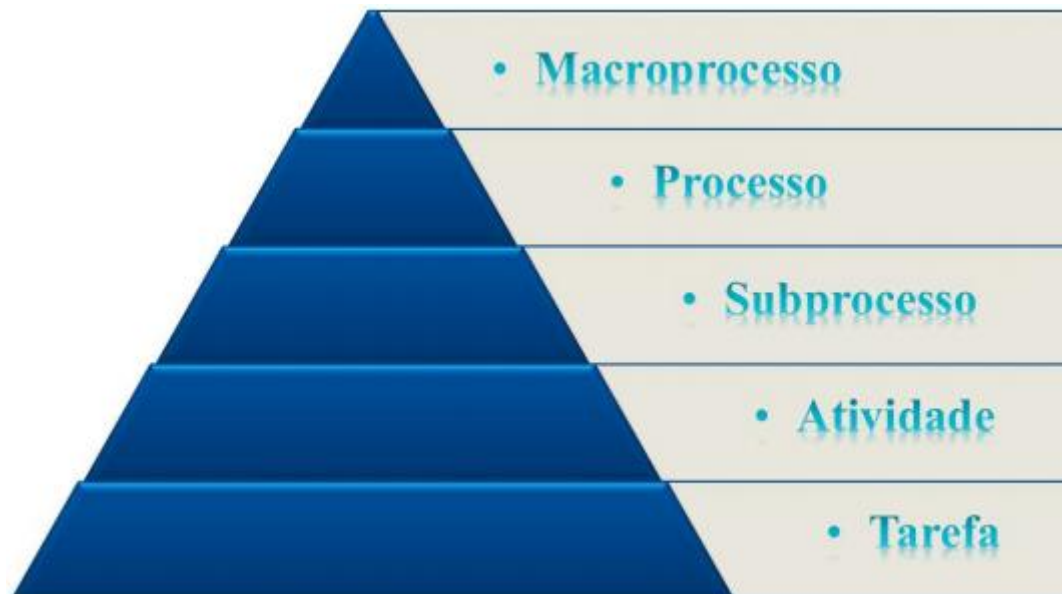 • Macroprocesso
• Processo
• Subprocesso
• Atividade
• Tarefa